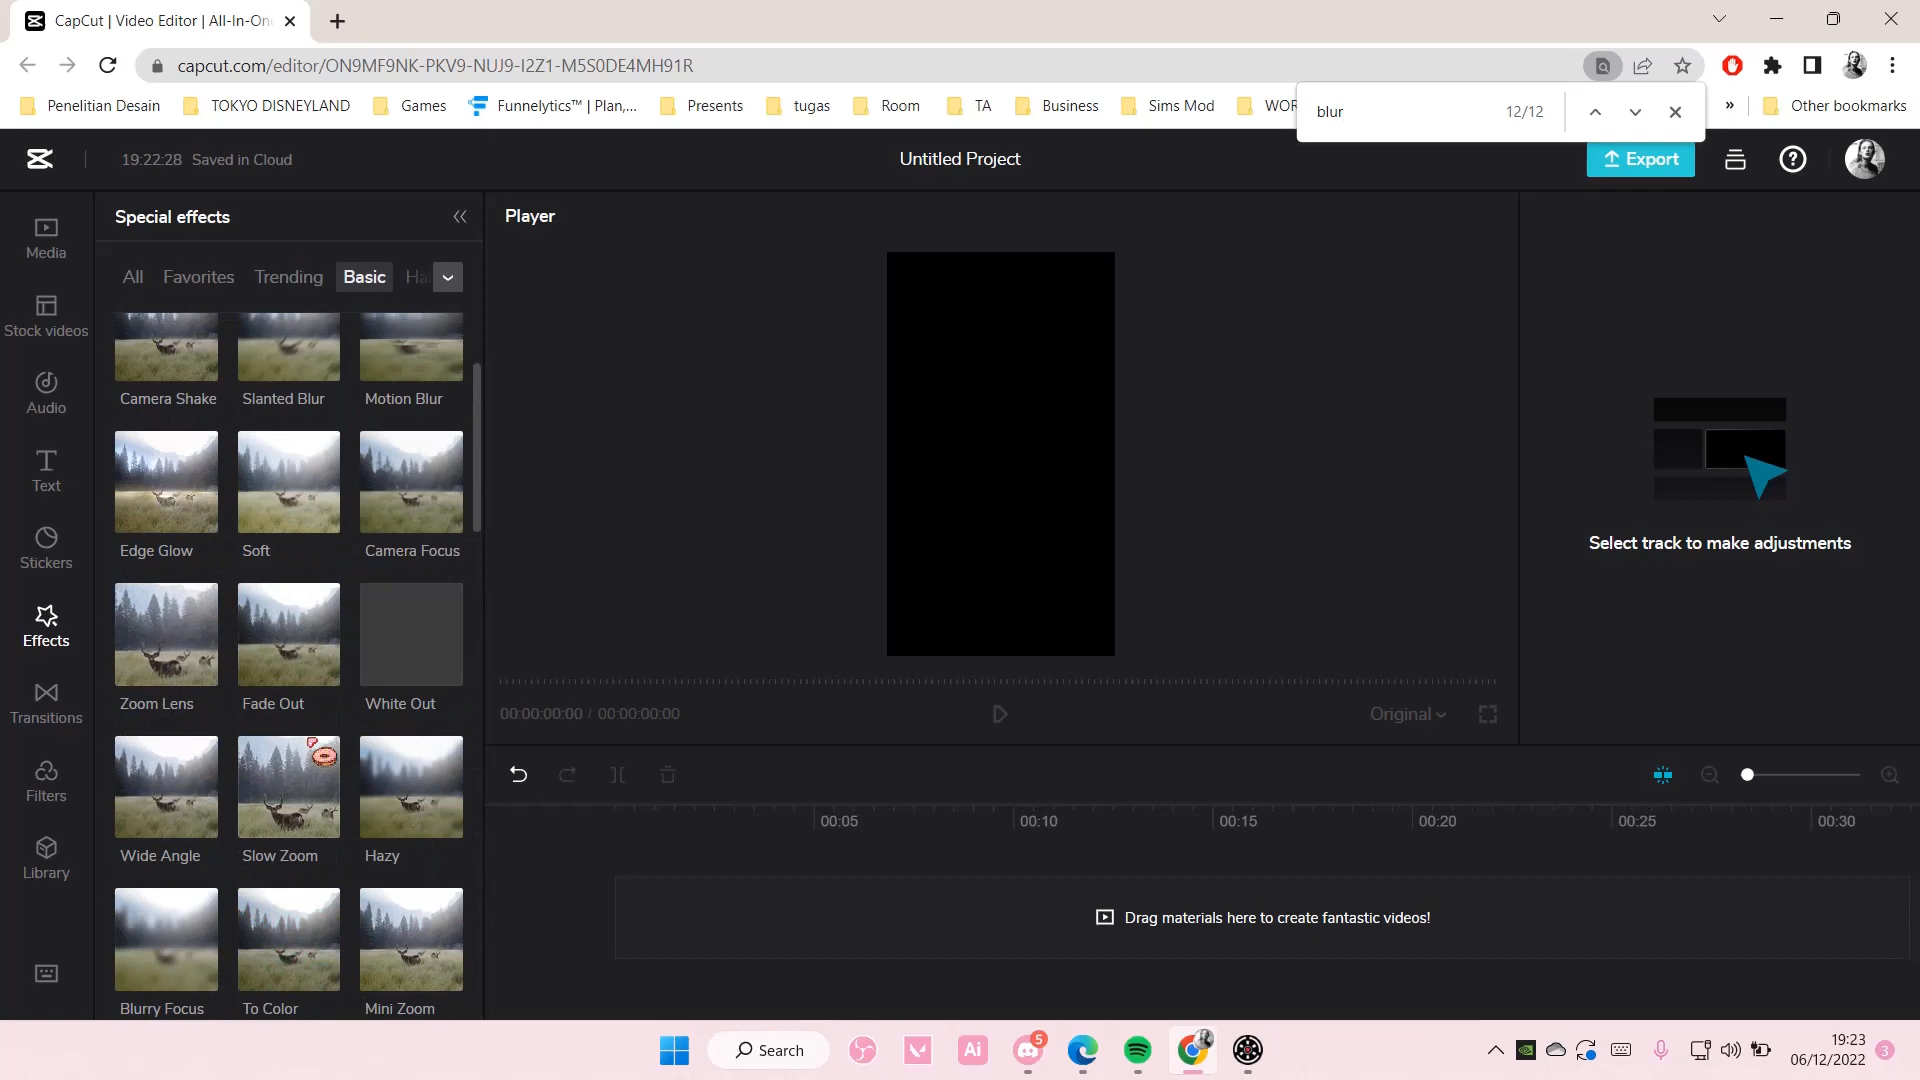 CapCut | Video Editor | All-In-One
capcut.com/editor/ON9MF9NK-PKV9-NUJ9-I2Z1-M5S0DE4MH91R
Penelitian Desain
TOKYO DISNEYLAND
Games
Funnelytics™ | Plan,...
Presents
tugas
Room
TA
Business
Sims Mod
WOR
»
Other bookmarks
blur
12/12
19:22:28 Saved in Cloud
Untitled Project
Export
Media
Stock videos
Audio
Text
Stickers
Effects
Transitions
Filters
Library
Special effects
All
Favorites
Trending
Basic
Ha
Camera Shake
Slanted Blur
Motion Blur
Edge Glow
Soft
Camera Focus
Zoom Lens
Fade Out
White Out
Wide Angle
Slow Zoom
Hazy
Blurry Focus
To Color
Mini Zoom
Player
00:00:00:00 / 00:00:00:00
Original
Select track to make adjustments
00:05
00:10
00:15
00:20
00:25
00:30
Drag materials here to create fantastic videos!
Search
Ai
5
19:23
06/12/2022
3